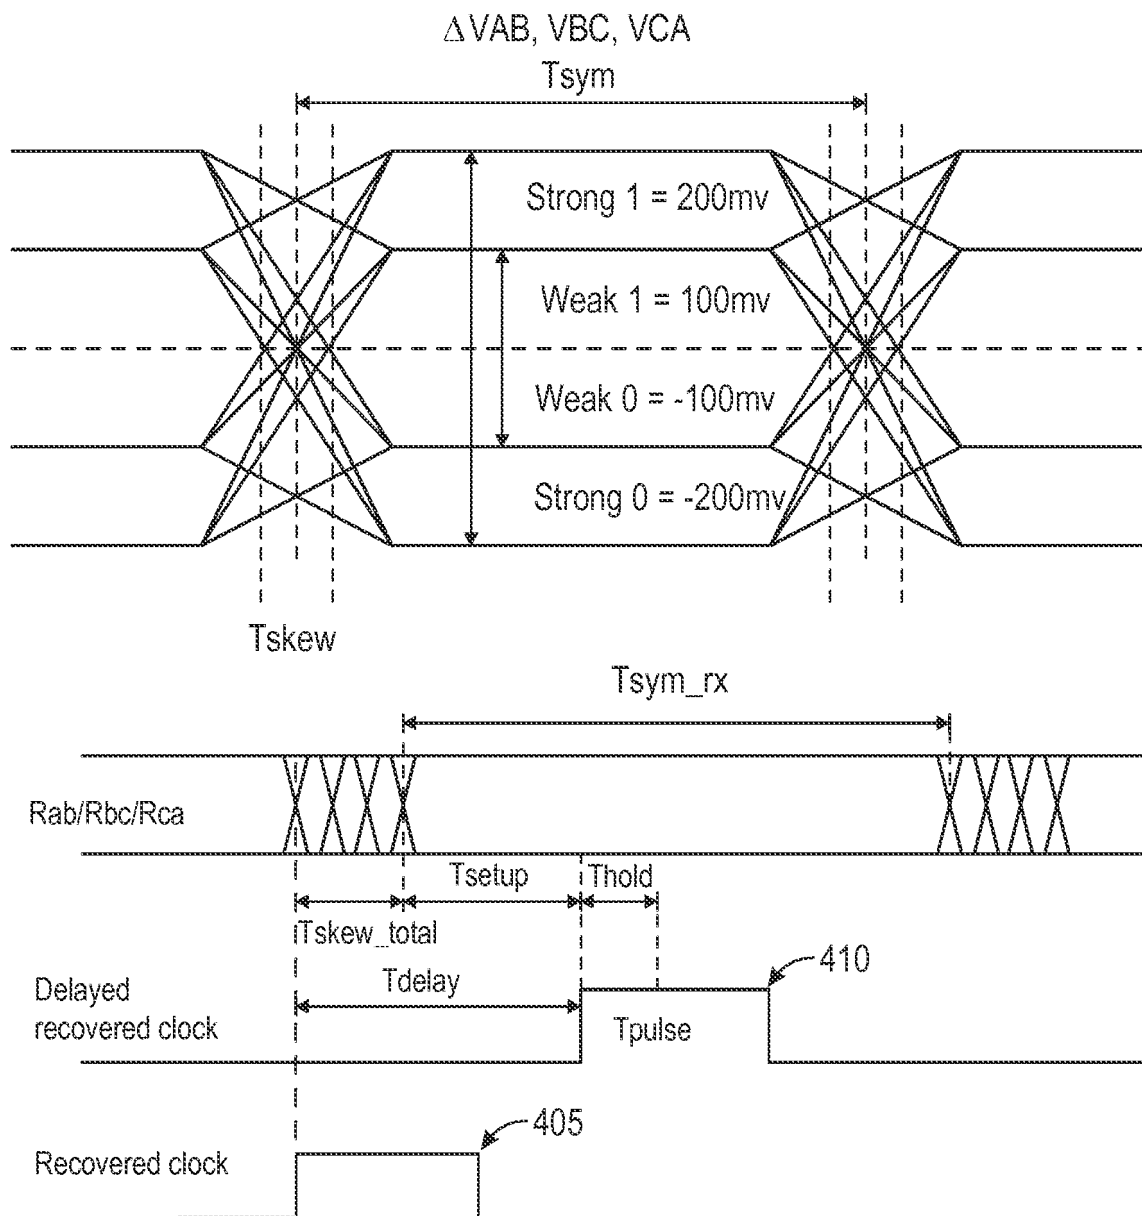 ΔVAB, VBC, VCA
Tsym
Strong 1 = 200mv
Weak 1 = 100mv
Weak 0 = -100mv
Strong 0 = -200mv
Tskew
Tsym_rx
Rab/Rbc/Rca
Tsetup
Thold
Tskew_total
410
Delayed
recovered clock
Tdelay
Tpulse
405
Recovered clock